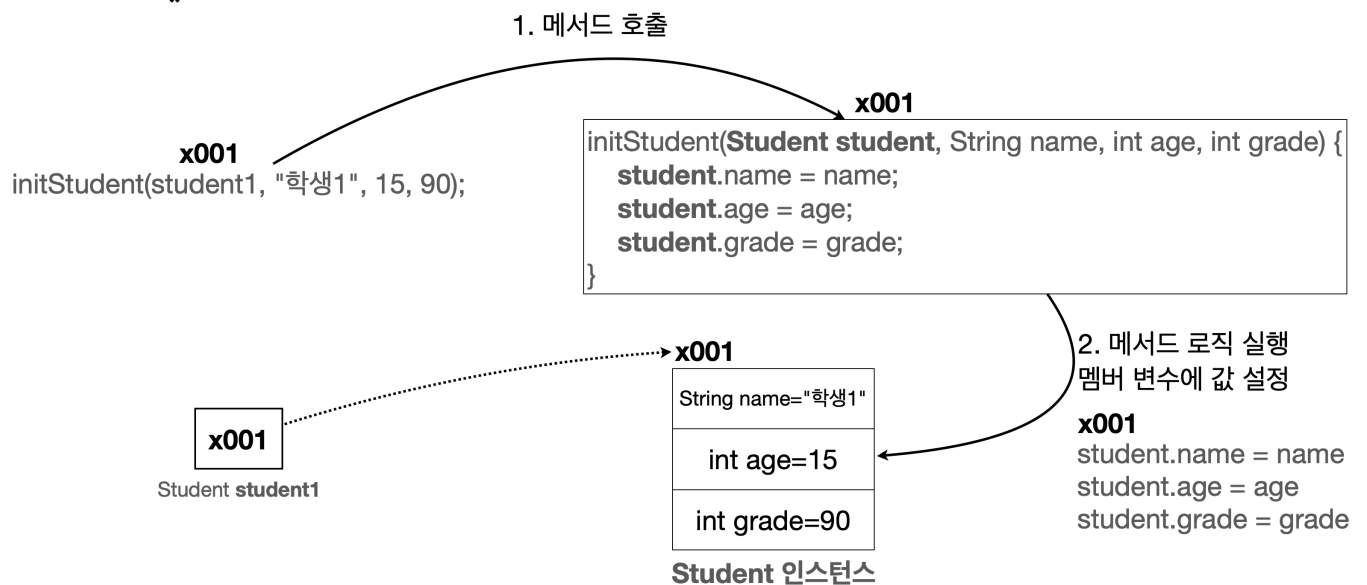 1. 메서드 호출
x001
initStudent(student1, "학생1", 15, 90);
x001
initStudent(Student student, String name, int age, int grade) {
student.name = name;
student.age = age;
student.grade = grade;
}
x001
Student student1
x001
String name="학생1"
int age=15
int grade=90
Student 인스턴스
2. 메서드 로직 실행
멤버 변수에 값 설정
x001
student.name = name
student.age = age
student.grade = grade